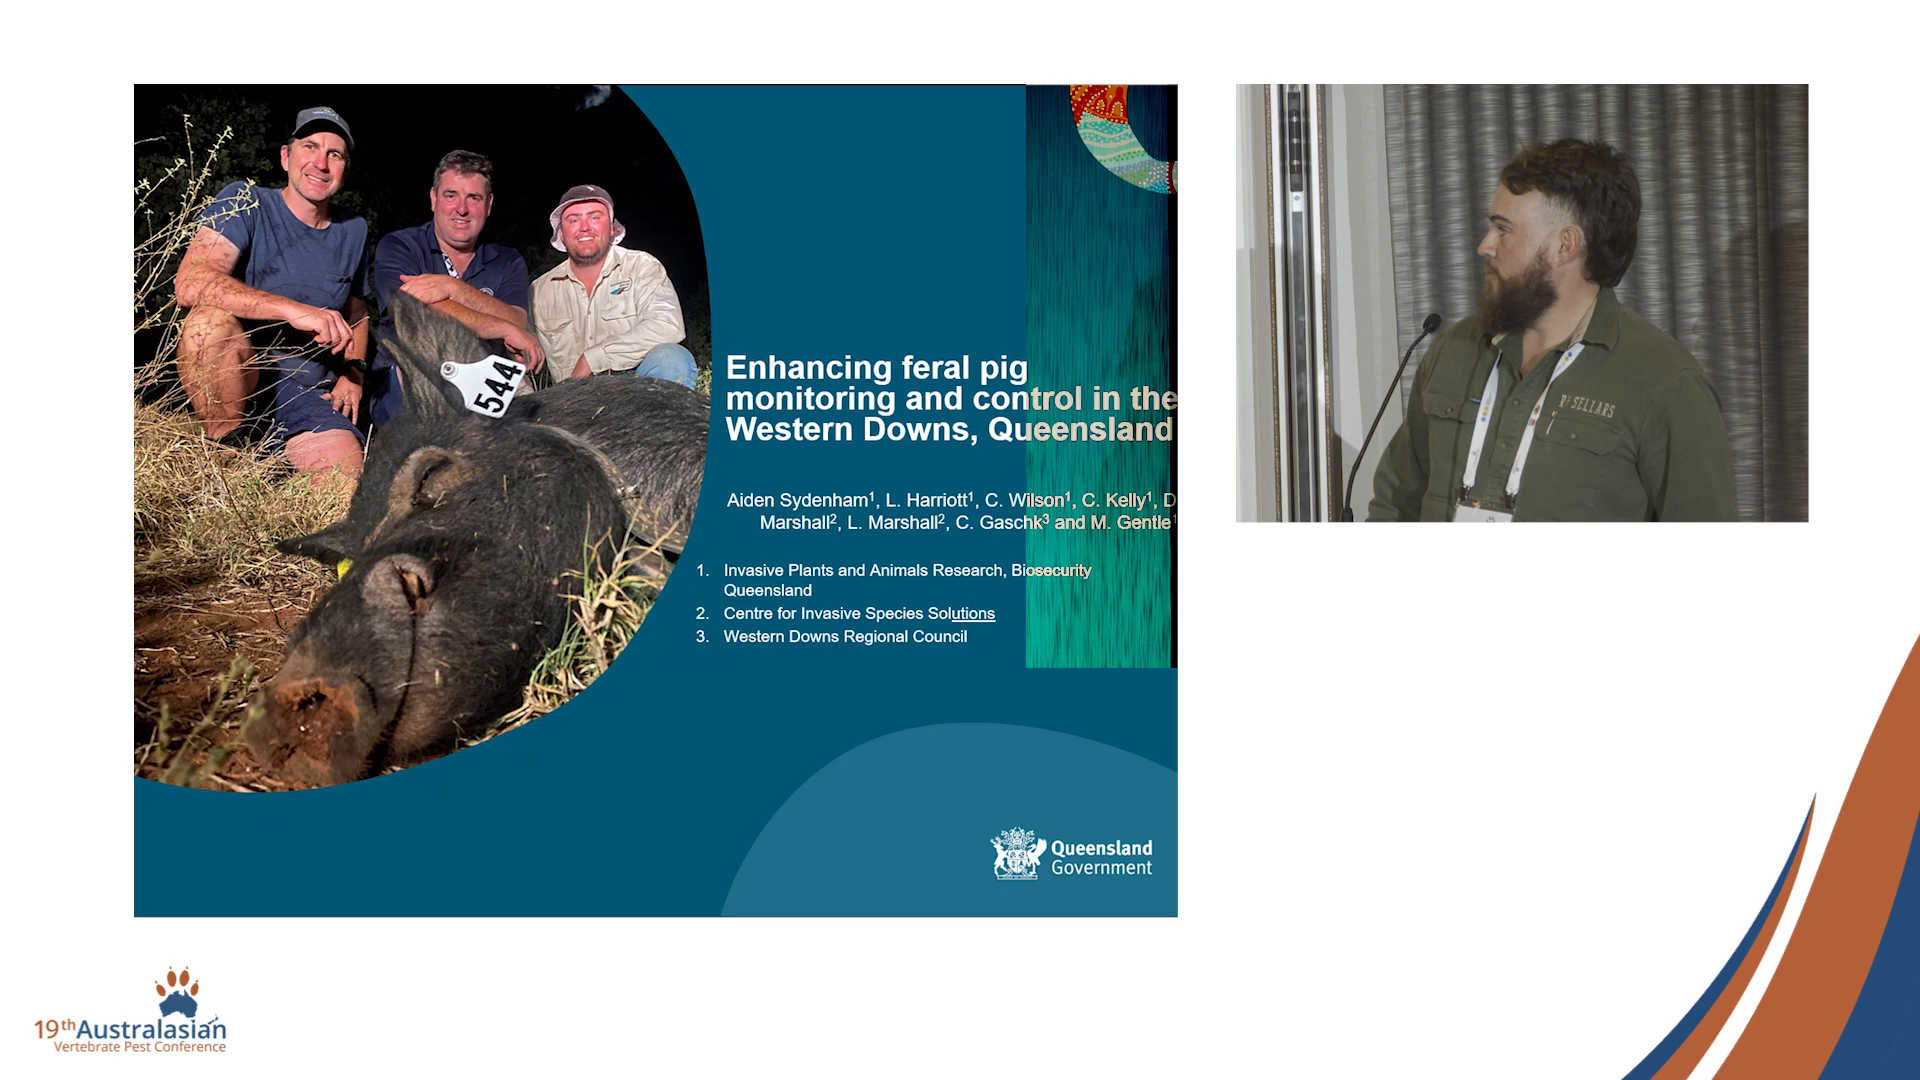 544
Enhancing feral pig
monitoring and control in the
Western Downs, Queensland
Aiden Sydenham1, L. Harriott1, C. Wilson1, C. Kelly1, D
Marshall2, L. Marshall2, C. Gaschk3 and M. Gentle1
1. Invasive Plants and Animals Research, Biosecurity
Queensland
2. Centre for Invasive Species Solutions
3. Western Downs Regional Council
Queensland
Government
SELLARS
19th Australasian
Vertebrate Pest Conference